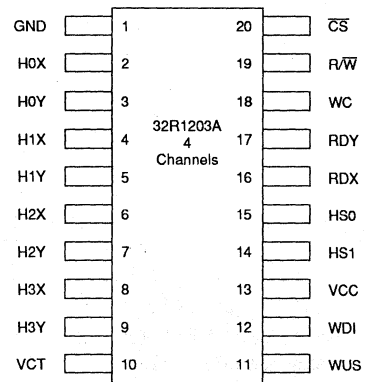 GND 1 20 C̅S̅
H0X 2 19 R/W̅
H0Y 3 18 WC
32R1203A
H1X 4 4 17 RDY
Channels
H1Y 5 16 RDX
H2X 6 15 HS0
H2Y 7 14 HS1
H3X 8 13 VCC
H3Y 9 12 WDI
VCT 10 11 WUS